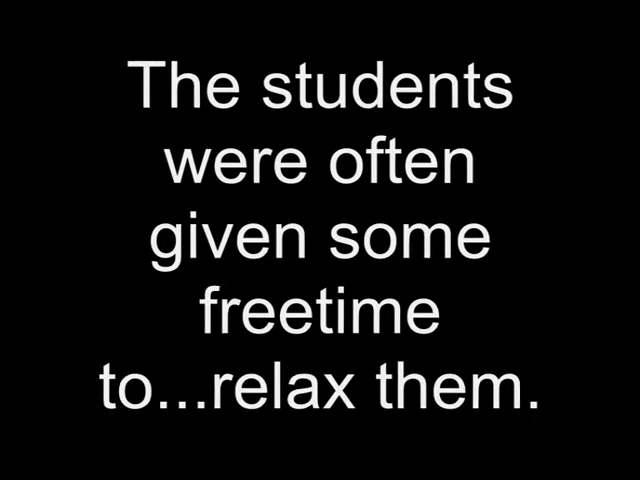 The students
were often
given some
freetime
to...relax them.